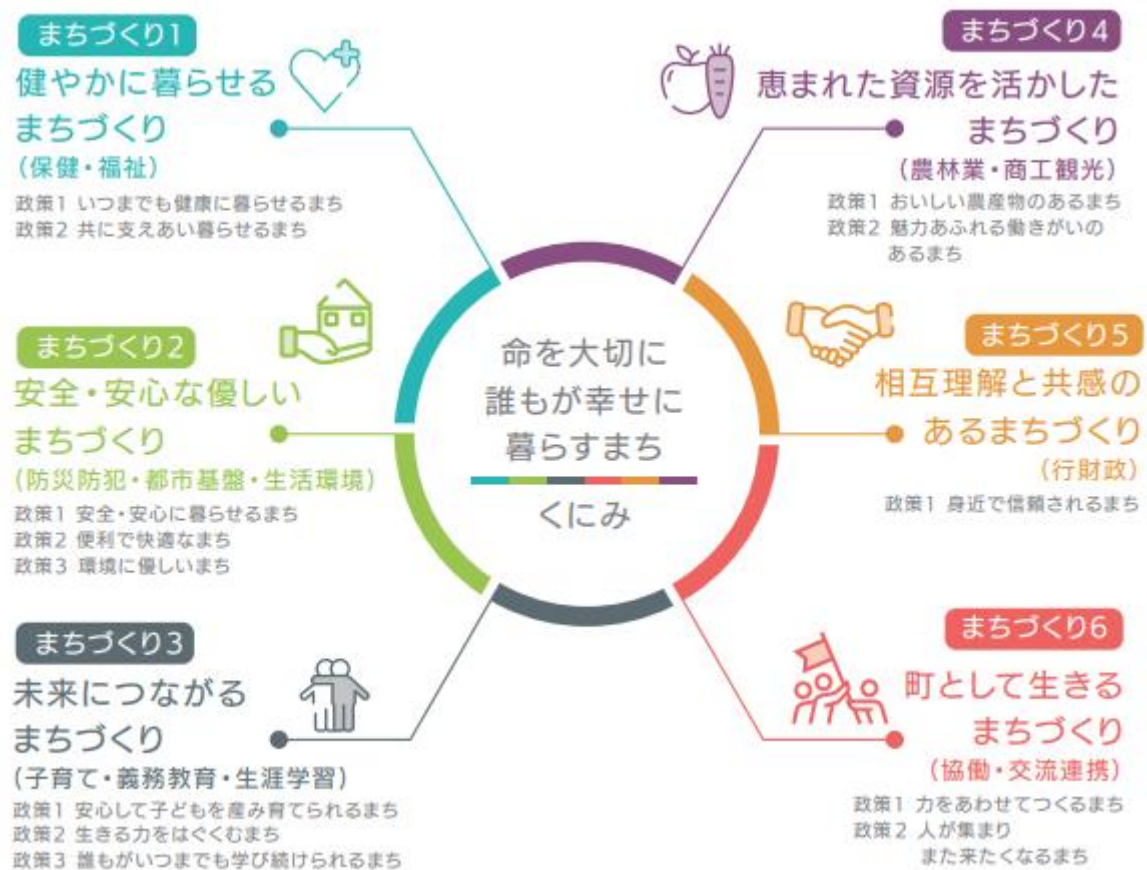 まちづくり1
健やかに暮らせる
まちづくり
(保健・福祉)
政策1 いつまでも健康に暮らせるまち
政策2 共に支えあい暮らせるまち
まちづくり2
安全・安心な優しい
まちづくり
(防災防犯・都市基盤・生活環境)
政策1 安全・安心に暮らせるまち
政策2 便利で快適なまち
政策3 環境に優しいまち
まちづくり3
未来につながる
まちづくり
(子育て・義務教育・生涯学習)
政策1 安心して子どもを産み育てられるまち
政策2 生きる力をはぐくむまち
政策3 誰もがいつまでも学び続けられるまち
命を大切に
誰もが幸せに
暮らすまち
くにみ
まちづくり4
恵まれた資源を活かした
まちづくり
(農林業・商工観光)
政策1 おいしい農産物のあるまち
政策2 魅力あふれる働きがいの
あるまち
まちづくり5
相互理解と共感の
あるまちづくり
(行財政)
政策1 身近で信頼されるまち
まちづくり6
町として生きる
まちづくり
(協働・交流連携)
政策1 力をあわせてつくるまち
政策2 人が集まり
また来たくなるまち